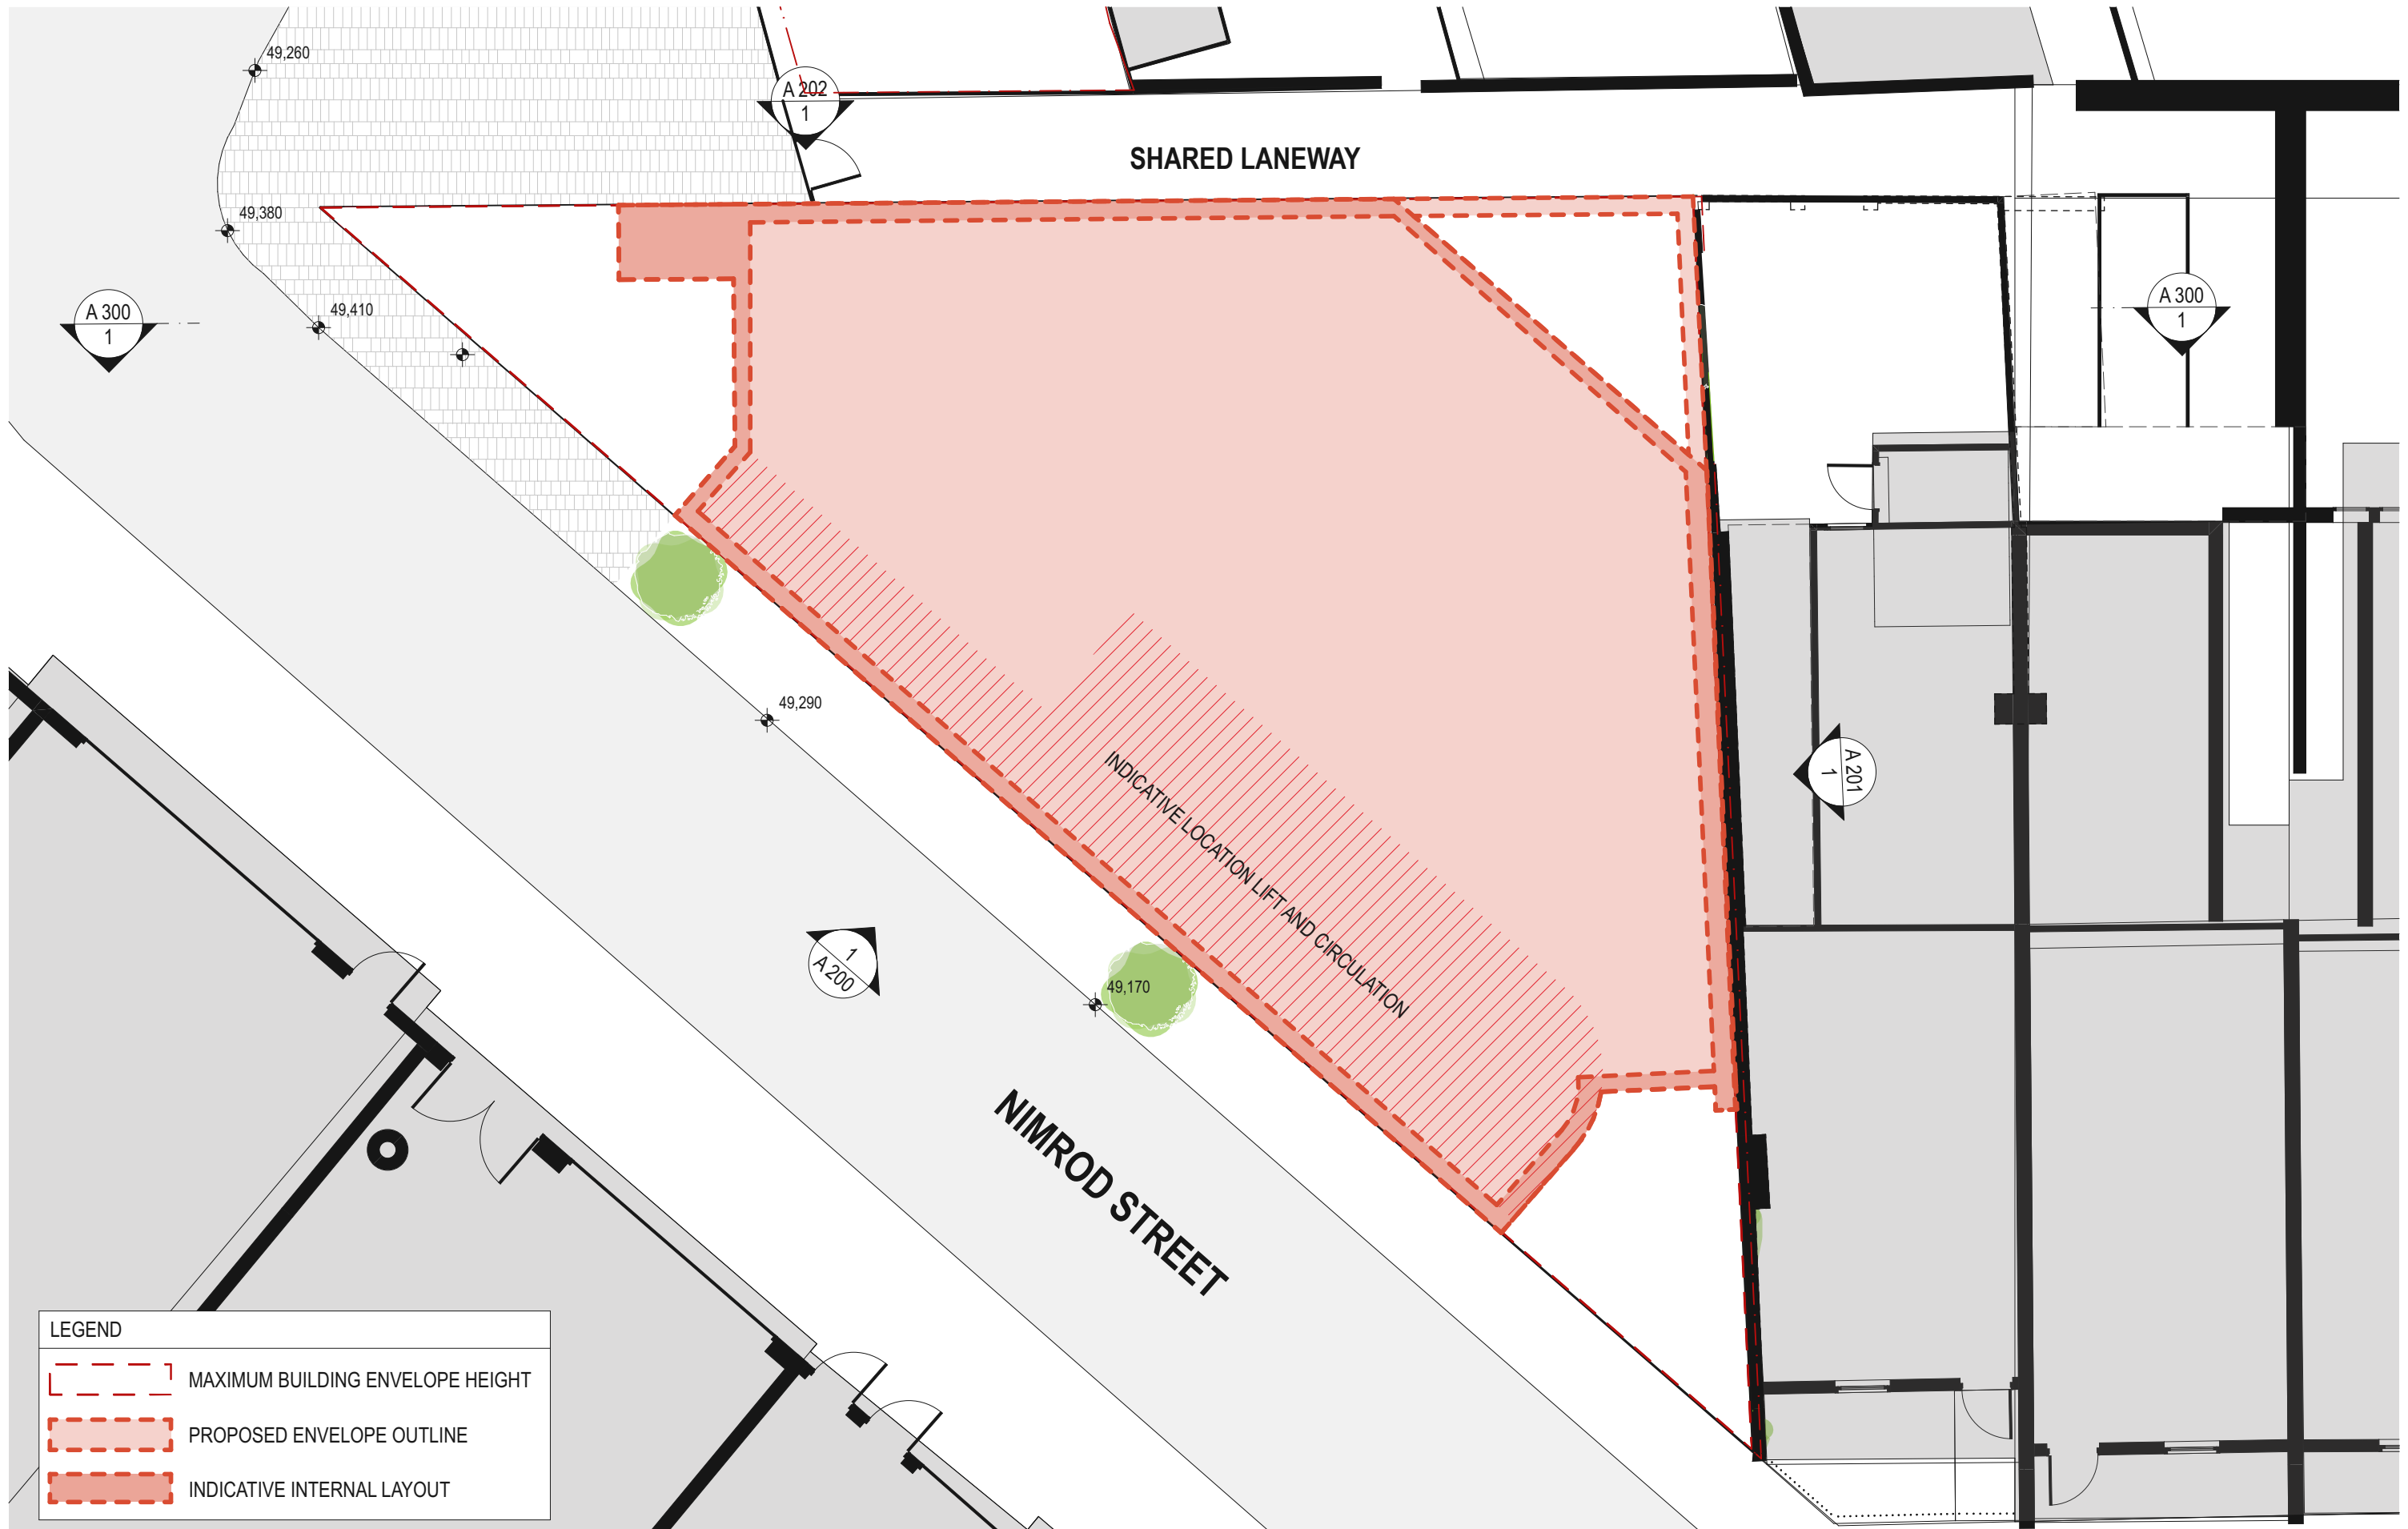 49,260
A 202
1
SHARED LANEWAY
49,380
A 300
1
49,410
A 300
1
49,290
INDICATIVE LOCATION LIFT AND CIRCULATION
A 201
1
1
A 200
49,170
NIMROD STREET
LEGEND
MAXIMUM BUILDING ENVELOPE HEIGHT
PROPOSED ENVELOPE OUTLINE
INDICATIVE INTERNAL LAYOUT